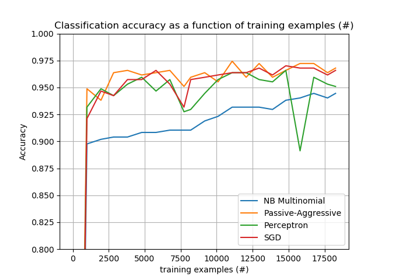 Classification accuracy as a function of training examples (#)
1.000
0.975
0.950
0.925
0.900
0.875
0.850
0.825
0.800
Accuracy
NB Multinomial
Passive-Aggressive
Perceptron
SGD
0 2500 5000 7500 10000 12500 15000 17500
training examples (#)